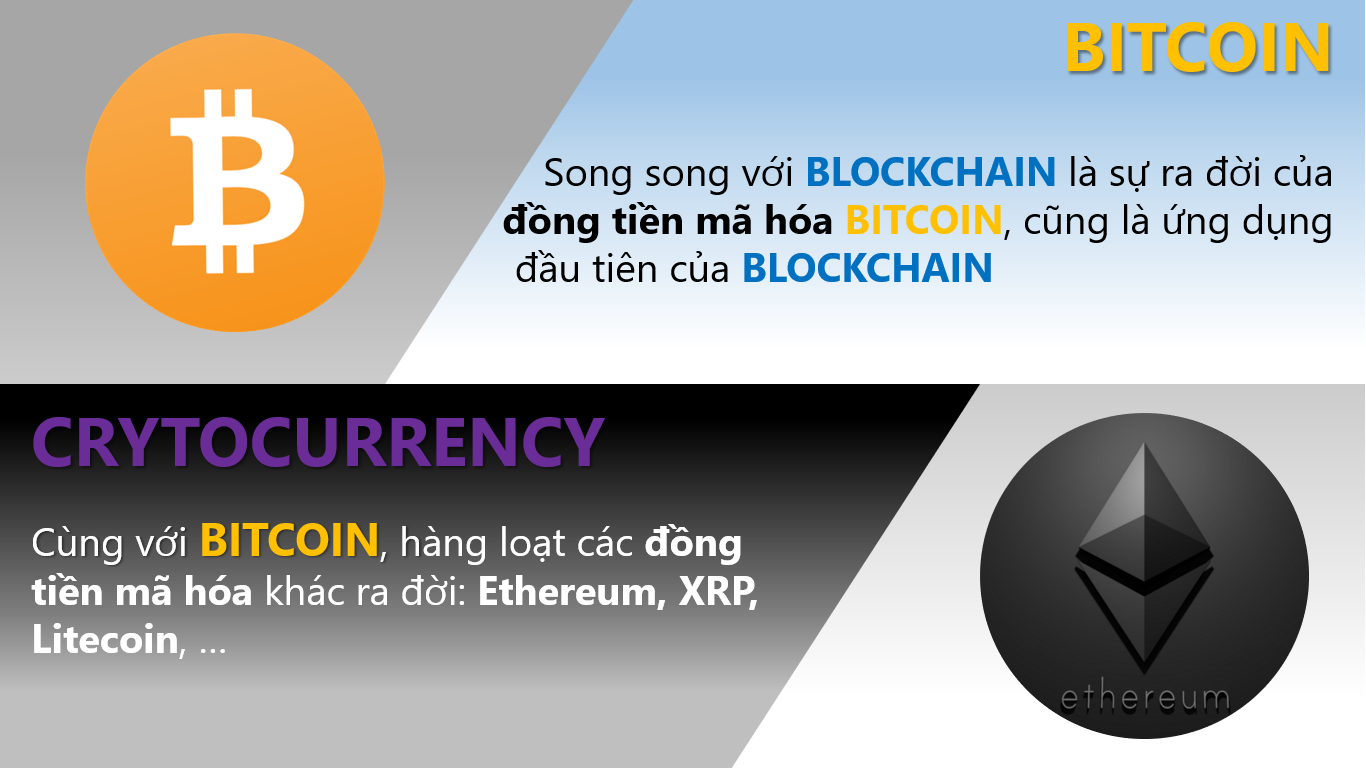 BITCOIN
Song song với BLOCKCHAIN là sự ra đời của
đồng tiền mã hóa BITCOIN, cũng là ứng dụng
đầu tiên của BLOCKCHAIN
CRYTOCURRENCY
Cùng với BITCOIN, hàng loạt các đồng
tiền mã hóa khác ra đời: Ethereum, XRP,
Litecoin, ...
ethereum